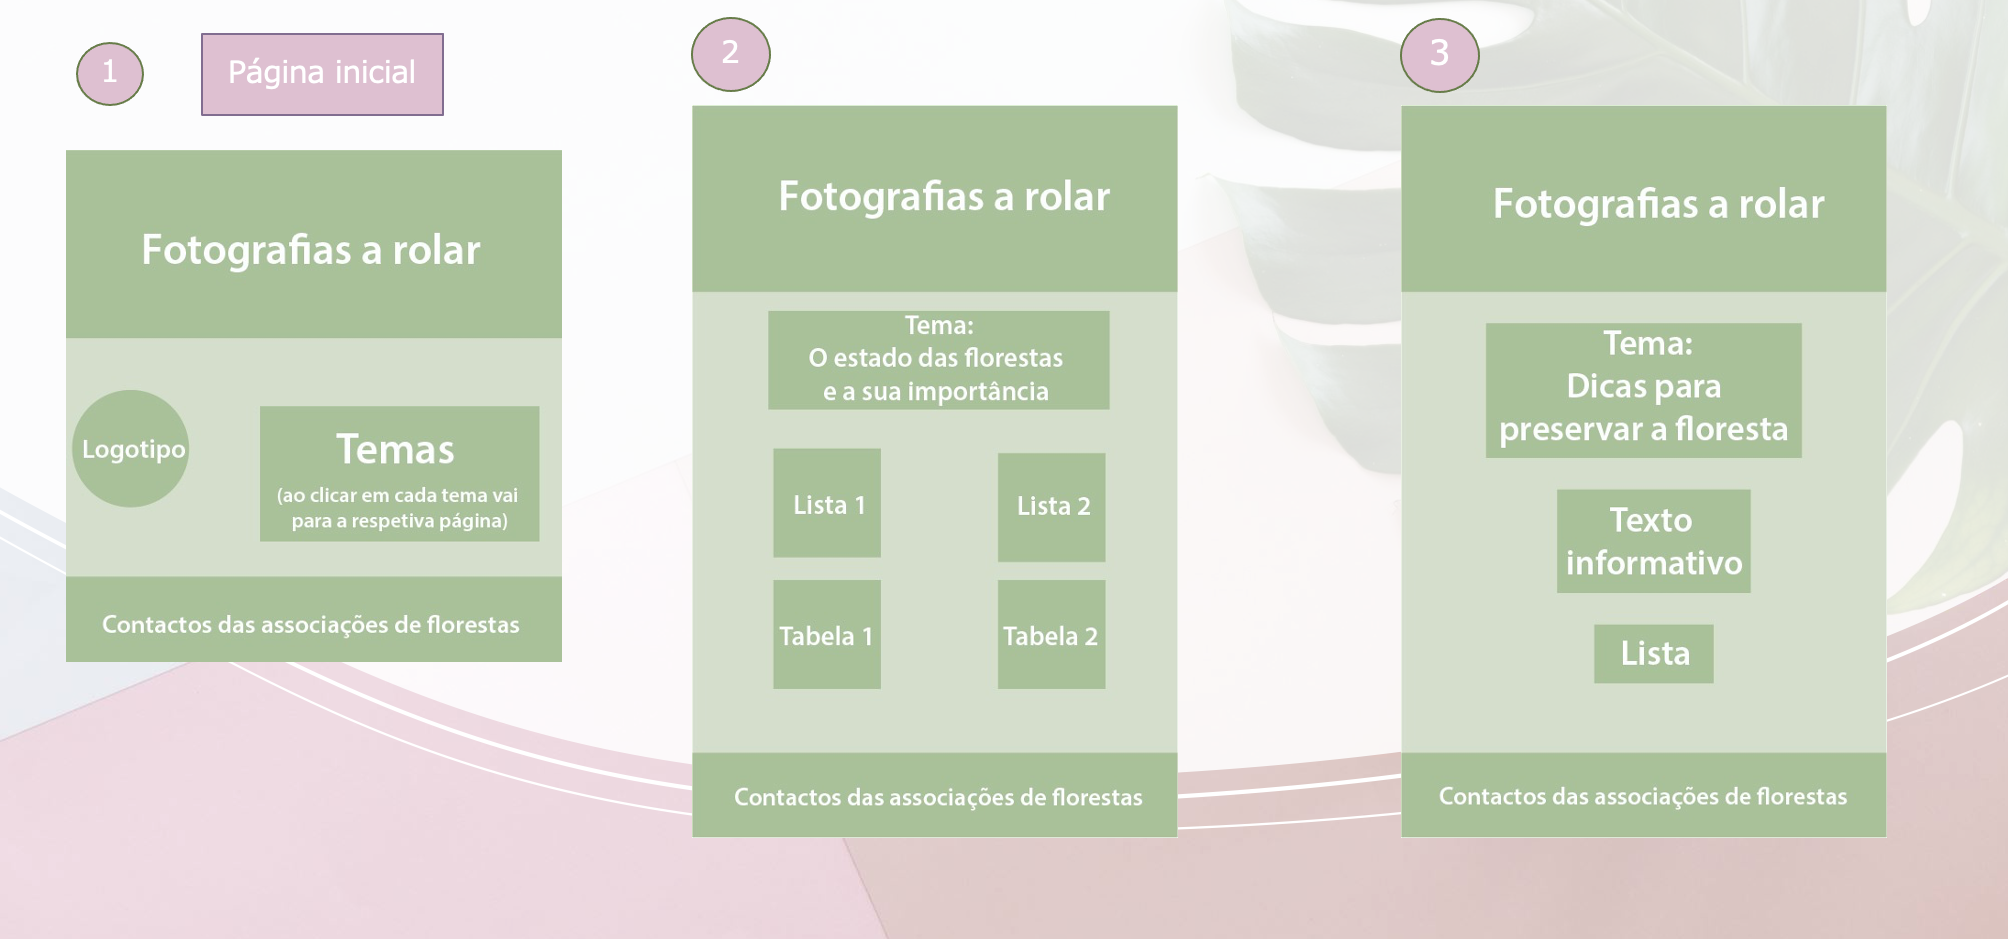 1
Página inicial
Fotografias a rolar
Logotipo
Temas
(ao clicar em cada tema vai
para a respetiva página)
Contactos das associações de florestas
2
Fotografias a rolar
Tema:
O estado das florestas
e a sua importância
Lista 1
Lista 2
Tabela 1
Tabela 2
Contactos das associações de florestas
3
Fotografias a rolar
Tema:
Dicas para
preservar a floresta
Texto
informativo
Lista
Contactos das associações de florestas